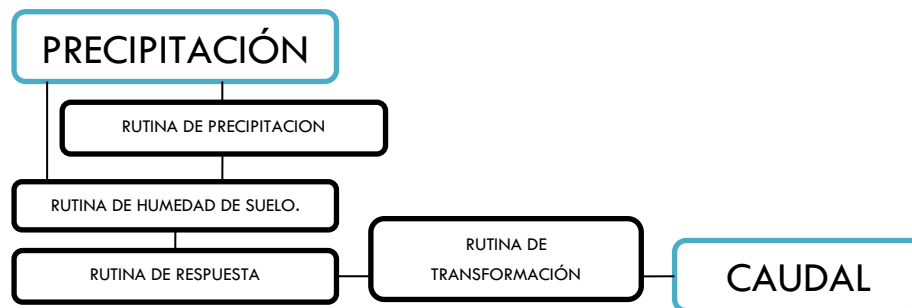 PRECIPITACIÓN
RUTINA DE PRECIPITACION
RUTINA DE HUMEDAD DE SUELO.
RUTINA DE RESPUESTA
RUTINA DE
TRANSFORMACIÓN
CAUDAL